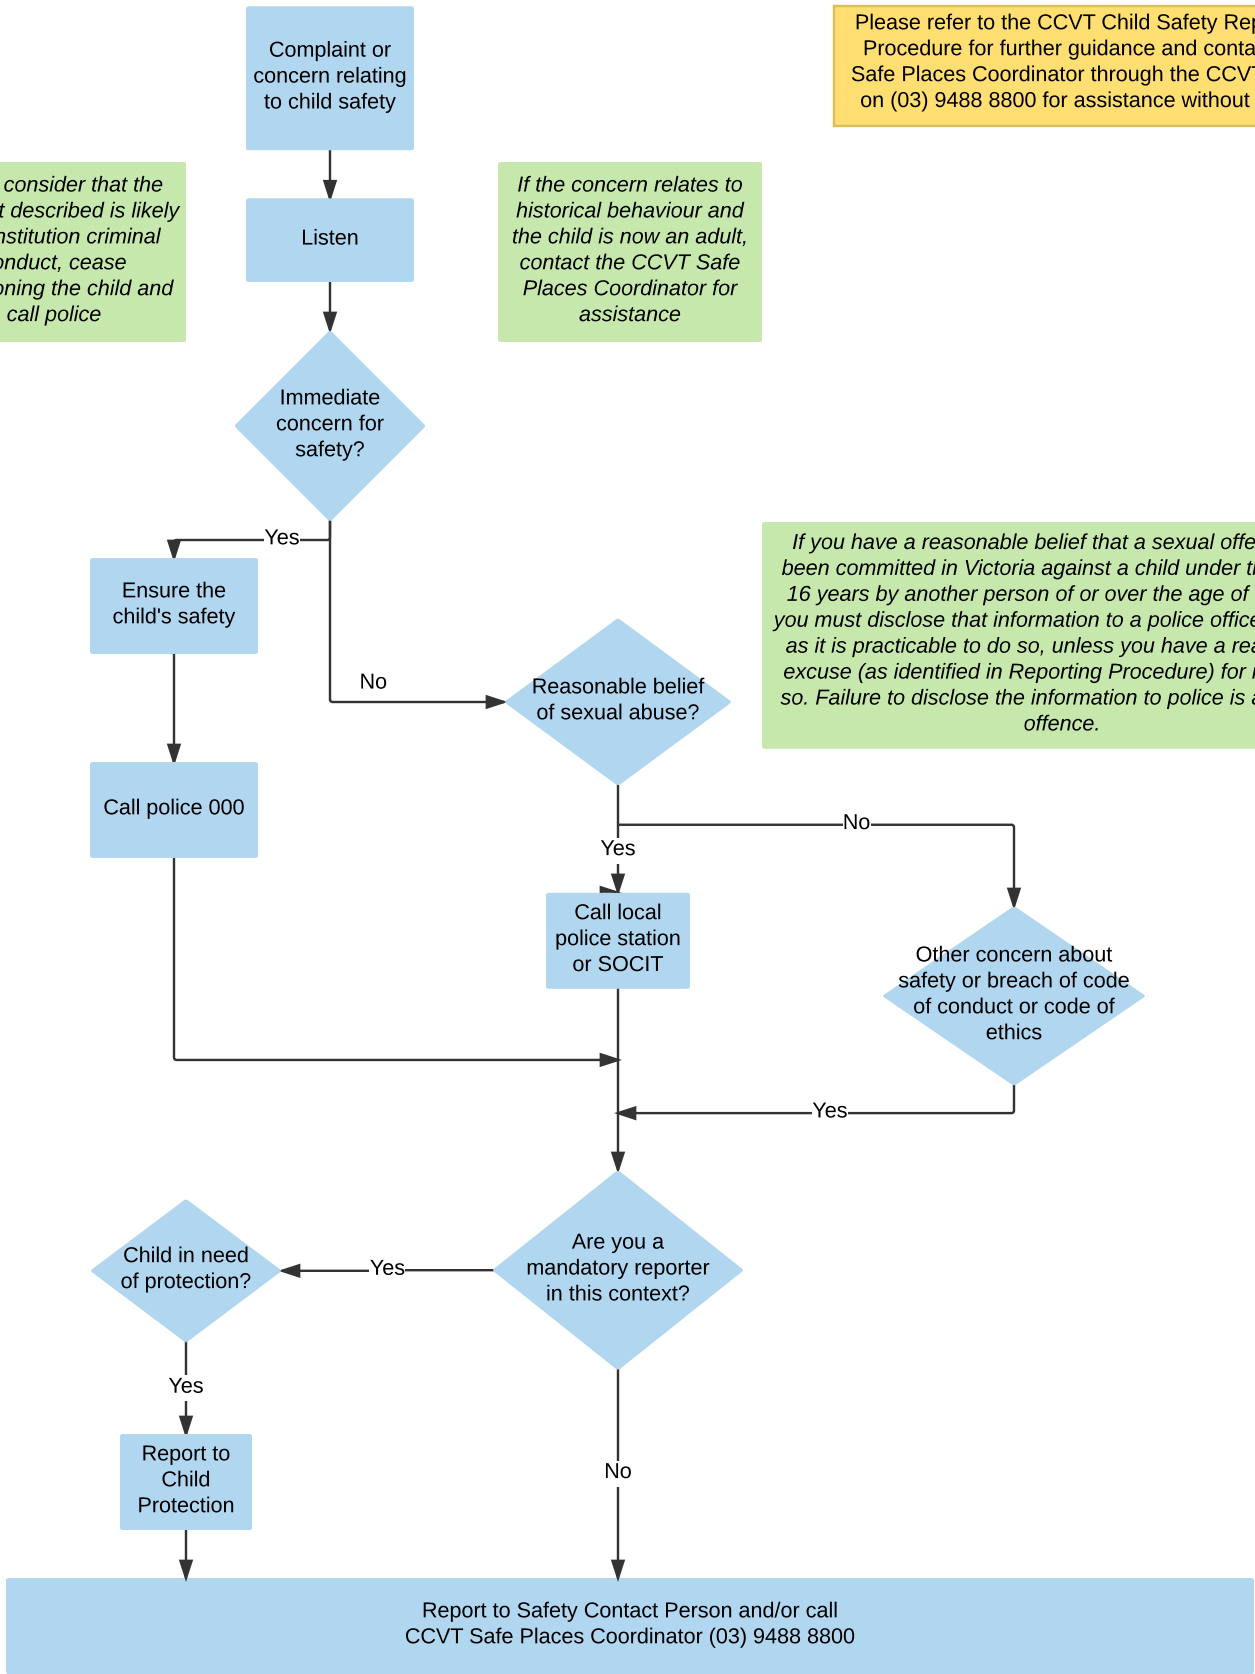 Complaint or
concern relating
to child safety
Please refer to the CCVT Child Safety
Procedure for further guidance and
Safe Places Coordinator through the
on (03) 9488 8800 for assistance without
consider that the
described is likely
criminal
cease
the child and
call police
Listen
If the concern relates to
historical behaviour and
the child is now an adult,
contact the CCVT Safe
Places Coordinator for
assistance
Immediate
concern for
safety?
Yes
Ensure the
child's safety
No
Reasonable belief
of sexual abuse?
If you have a reasonable belief that a sexual
been committed in Victoria against a child under
16 years by another person of or over the age of
you must disclose that information to a police
as it is practicable to do so, unless you have a
excuse (as identified in Reporting Procedure) for
so. Failure to disclose the information to police is
offence.
Call police 000
No
Yes
Call local
police station
or SOCIT
Other concern about
safety or breach of code
of conduct or code of
ethics
Yes
Are you a
mandatory reporter
in this context?
Yes
Child in need
of protection?
Yes
Report to
Child
Protection
No
Report to Safety Contact Person and/or call
CCVT Safe Places Coordinator (03) 9488 8800